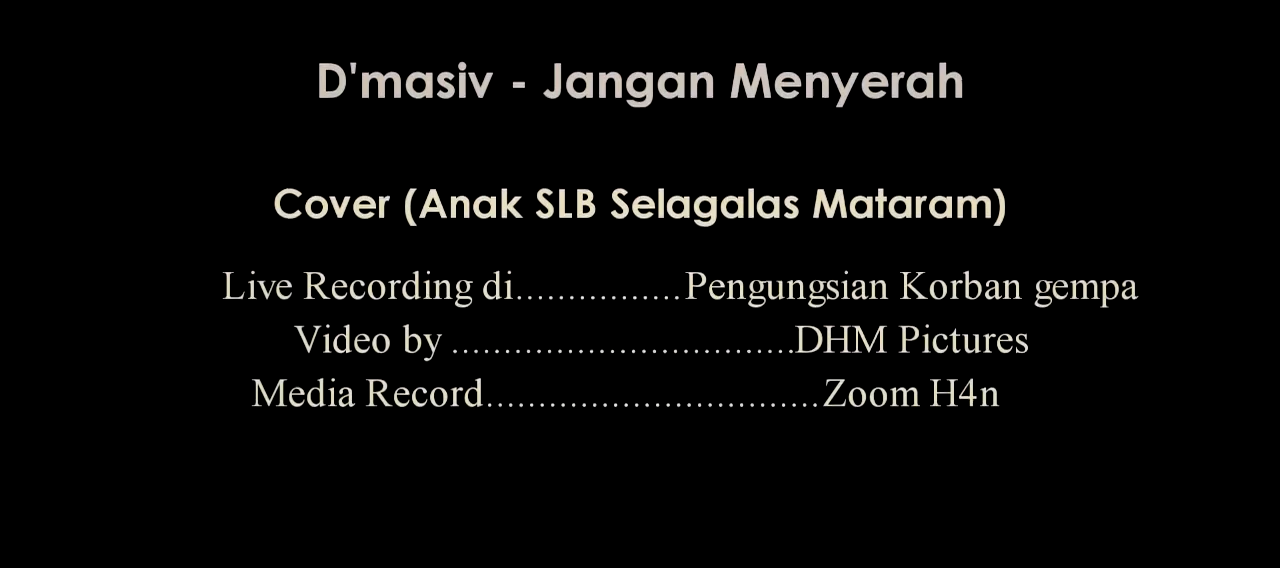 D'masiv - Jangan Menyerah
Cover (Anak SLB Selagalas Mataram)
Live Recording di................Pengungsian Korban gempa
Video by .................................DHM Pictures
Media Record................................Zoom H4n